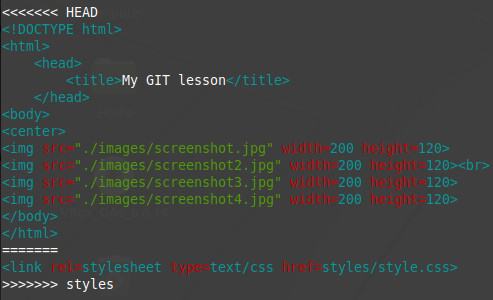 <<<<<<< HEAD
<!DOCTYPE html>
<html>
    <head>
        <title>My GIT lesson</title>
    </head>
<body>
<center>
<img src="./images/screenshot.jpg" width=200 height=120>
<img src="./images/screenshot2.jpg" width=200 height=120><br>
<img src="./images/screenshot3.jpg" width=200 height=120>
<img src="./images/screenshot4.jpg" width=200 height=120>
</body>
</html>
=======
<link rel=stylesheet type=text/css href=styles/style.css>
>>>>>>> styles